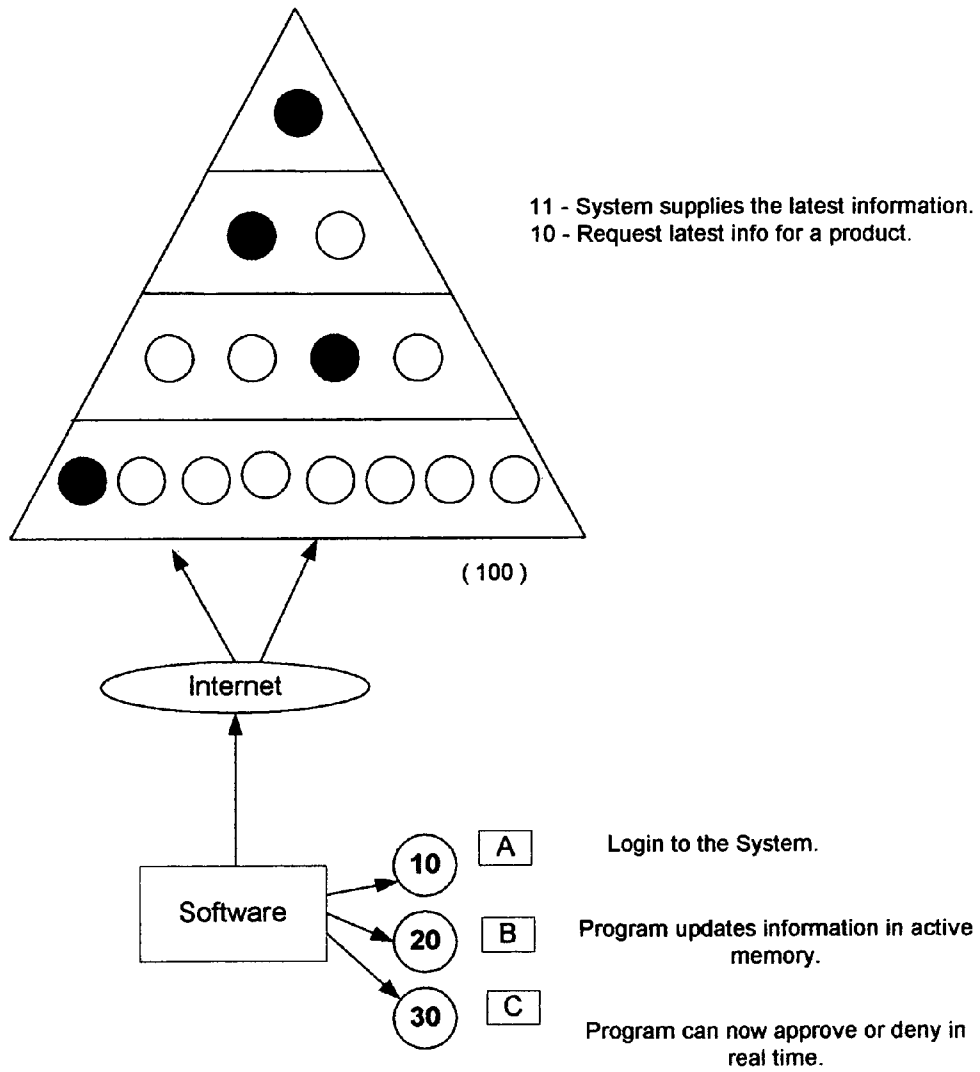 11 - System supplies the latest information.
10 - Request latest info for a product.
( 100 )
Internet
Software
10
A
Login to the System.
20
B
Program updates information in active
memory.
30
C
Program can now approve or deny in
real time.